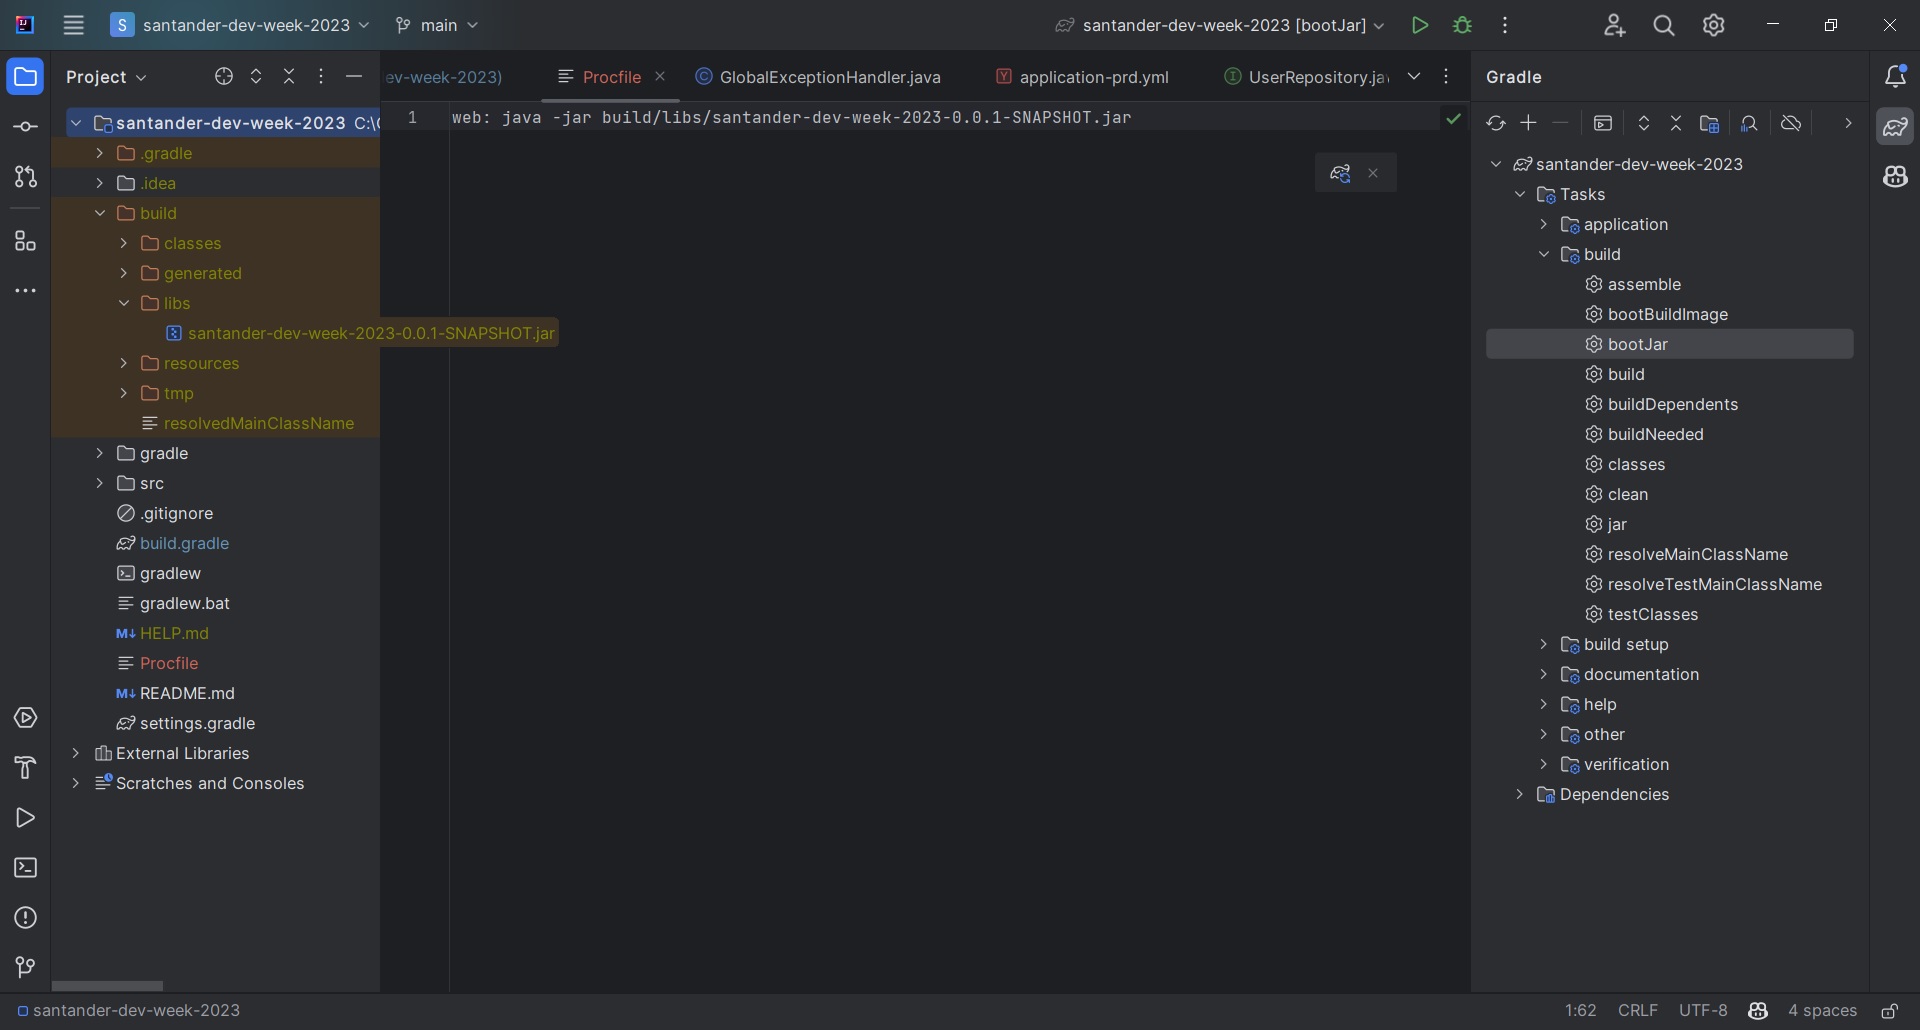 S santander-dev-week-2023 main santander-dev-week-2023 [bootJar]
Project
ev-week-2023) Procfile GlobalExceptionHandler.java application-prd.yml UserRepository.ja
Gradle
santander-dev-week-2023 C:\
.gradle
.idea
build
classes
generated
libs
santander-dev-week-2023-0.0.1-SNAPSHOT.jar
resources
tmp
resolvedMainClassName
gradle
src
.gitignore
build.gradle
gradlew
gradlew.bat
M↓ HELP.md
Procfile
M↓ README.md
settings.gradle
External Libraries
Scratches and Consoles
1 web: java -jar build/libs/santander-dev-week-2023-0.0.1-SNAPSHOT.jar
santander-dev-week-2023
Tasks
application
build
assemble
bootBuildImage
bootJar
build
buildDependents
buildNeeded
classes
clean
jar
resolveMainClassName
resolveTestMainClassName
testClasses
build setup
documentation
help
other
verification
Dependencies
santander-dev-week-2023 1:62 CRLF UTF-8 4 spaces